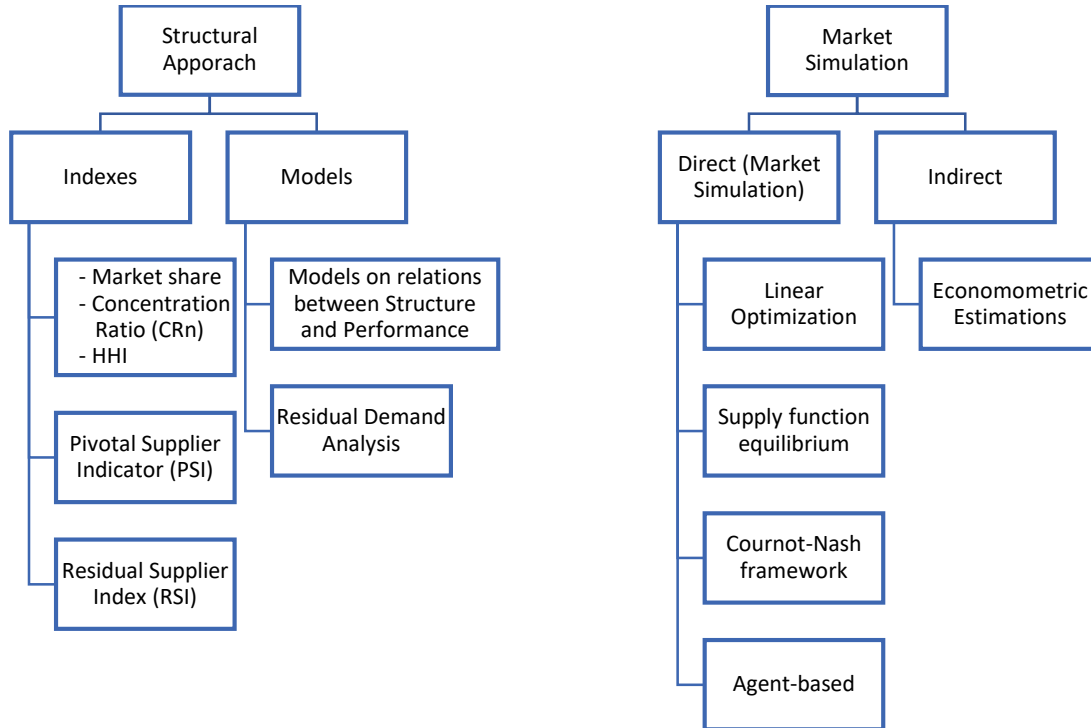 Structural
Apporach
Indexes
- Market share
- Concentration
Ratio (CRn)
- HHI
Pivotal Supplier
Indicator (PSI)
Residual Supplier
Index (RSI)
Models
Models on relations
between Structure
and Performance
Residual Demand
Analysis
Market
Simulation
Direct (Market
Simulation)
Linear
Optimization
Supply function
equilibrium
Cournot-Nash
framework
Agent-based
Indirect
Economometric
Estimations